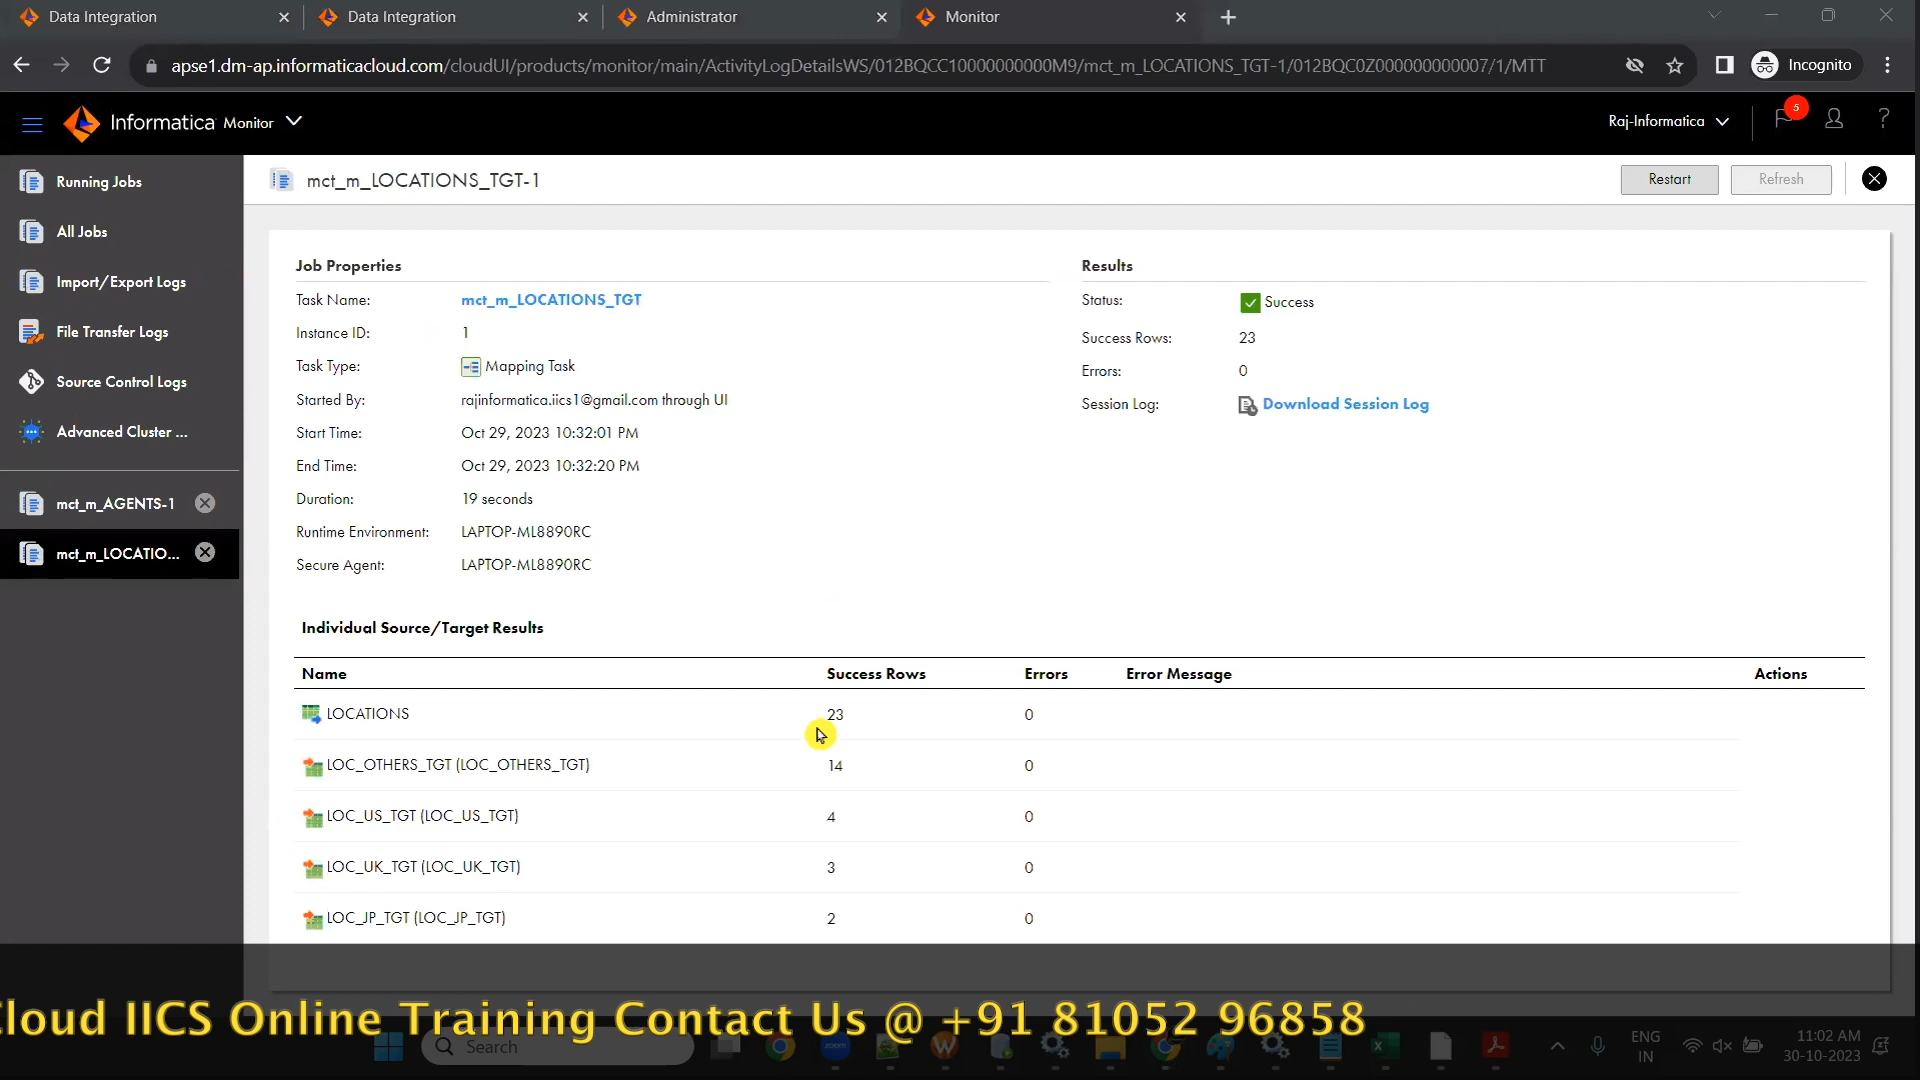 Data Integration
Data Integration
Administrator
Monitor
apse1.dm-ap.informaticacloud.com/cloudUI/products/monitor/main/ActivityLogDetailsWS/012BQCC10000000000M9/mct_m_LOCATIONS_TGT-1/012BQC0Z000000000007/1/MTT
Incognito
Informatica Monitor
Raj-Informatica
5
?
Running Jobs
All Jobs
Import/Export Logs
File Transfer Logs
Source Control Logs
Advanced Cluster ...
mct_m_AGENTS-1
mct_m_LOCATIO...
mct_m_LOCATIONS_TGT-1
Restart
Refresh
Job Properties
Task Name: mct_m_LOCATIONS_TGT
Instance ID: 1
Task Type: Mapping Task
Started By: rajinformatica.iics1@gmail.com through UI
Start Time: Oct 29, 2023 10:32:01 PM
End Time: Oct 29, 2023 10:32:20 PM
Duration: 19 seconds
Runtime Environment: LAPTOP-ML8890RC
Secure Agent: LAPTOP-ML8890RC
Results
Status: Success
Success Rows: 23
Errors: 0
Session Log: Download Session Log
Individual Source/Target Results
Name Success Rows Errors Error Message Actions
LOCATIONS 23 0
LOC_OTHERS_TGT (LOC_OTHERS_TGT) 14 0
LOC_US_TGT (LOC_US_TGT) 4 0
LOC_UK_TGT (LOC_UK_TGT) 3 0
LOC_JP_TGT (LOC_JP_TGT) 2 0
Cloud IICS Online Training Contact Us @ +91 81052 96858
Search
zoom
ENG
IN
11:02 AM
30-10-2023